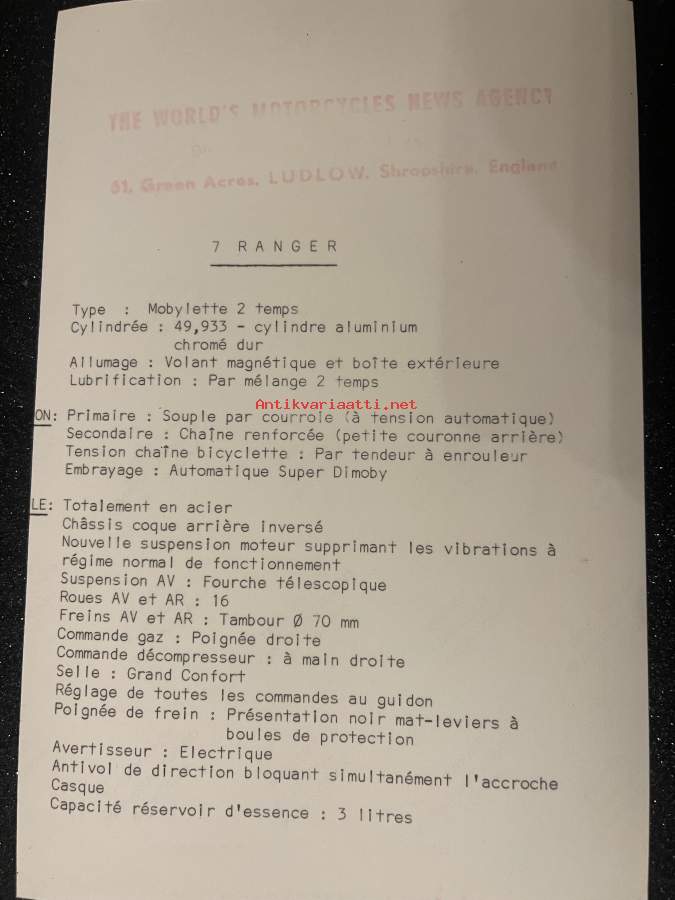 THE WORLD'S MOTORCYCLES NEWS AGENCY
61, Green Acres, LUDLOW, Shropshire, England
7 RANGER
Type : Mobylette 2 temps
Cylindrée : 49,933 - cylindre aluminium
chromé dur
Allumage : Volant magnétique et boîte extérieure
Lubrification : Par mélange 2 temps
Antikvariaatti.net
ON: Primaire : Souple par courroie (à tension automatique)
Secondaire : Chaîne renforcée (petite couronne arrière)
Tension chaîne bicyclette : Par tendeur à enrouleur
Embrayage : Automatique Super Dimoby
LE: Totalement en acier
Châssis coque arrière inversé
Nouvelle suspension moteur supprimant les vibrations à
régime normal de fonctionnement
Suspension AV : Fourche télescopique
Roues AV et AR : 16
Freins AV et AR : Tambour Ø 70 mm
Commande gaz : Poignée droite
Commande décompresseur : à main droite
Selle : Grand Confort
Réglage de toutes les commandes au guidon
Poignée de frein : Présentation noir mat-leviers à
boules de protection
Avertisseur : Electrique
Antivol de direction bloquant simultanément l'accroche
Casque
Capacité réservoir d'essence : 3 litres